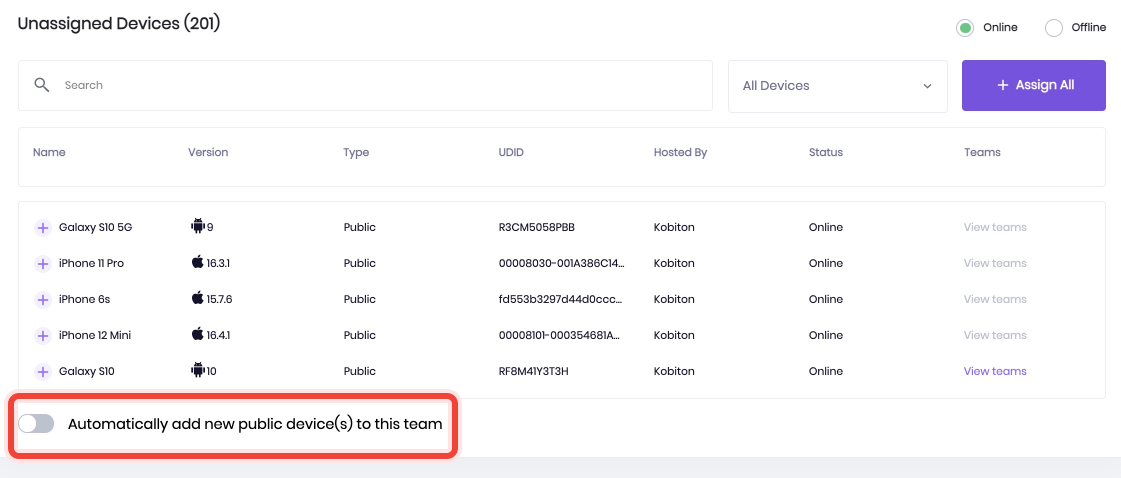 Unassigned Devices (201)
Online Offline
Search All Devices + Assign All
Name Version Type UDID Hosted By Status Teams
Galaxy S10 5G 9 Public R3CM5058PBB Kobiton Online View teams
iPhone 11 Pro 16.3.1 Public 00008030-001A386C14... Kobiton Online View teams
iPhone 6s 15.7.6 Public fd553b3297d44d0ccc... Kobiton Online View teams
iPhone 12 Mini 16.4.1 Public 00008101-000354681A... Kobiton Online View teams
Galaxy S10 10 Public RF8M41Y3T3H Kobiton Online View teams
Automatically add new public device(s) to this team